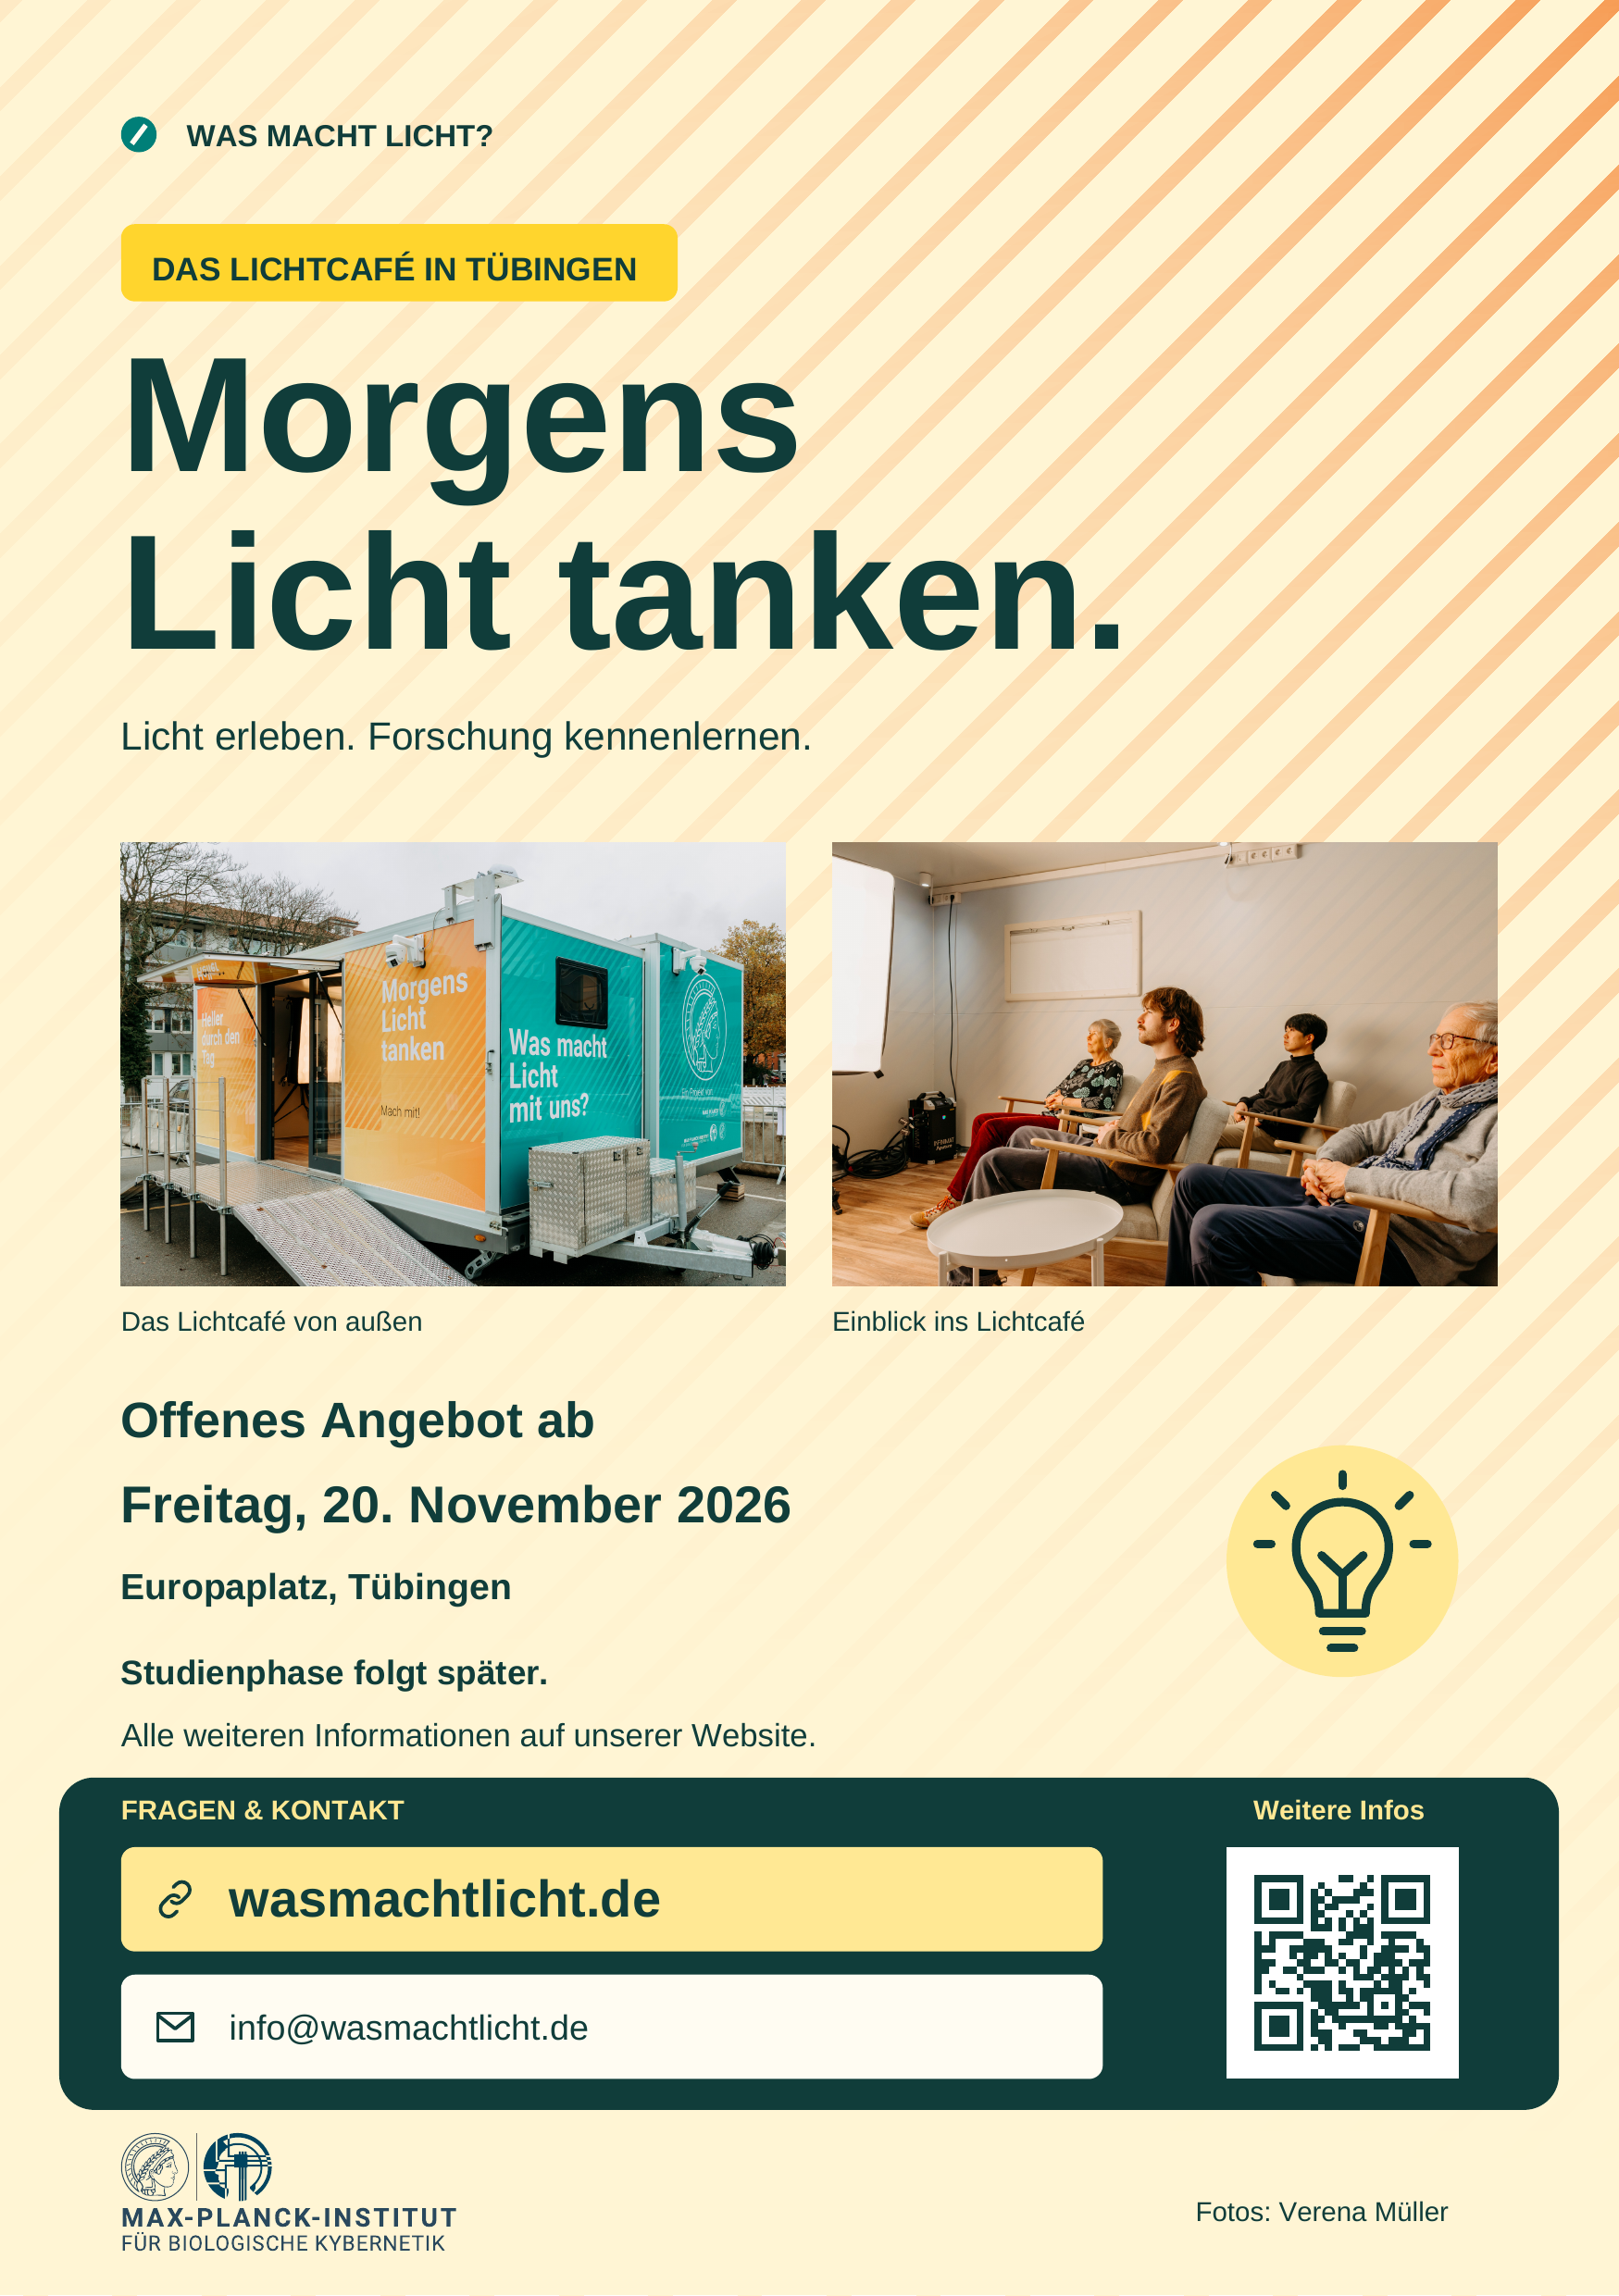 WAS MACHT LICHT?
DAS LICHTCAFÉ IN TÜBINGEN
Morgens
Licht tanken.
Licht erleben. Forschung kennenlernen.
Heller
durch den
Tag
Morgens
Licht
tanken
Mach mit!
Was macht
Licht
mit uns?
Das Lichtcafé von außen
Einblick ins Lichtcafé
Offenes Angebot ab
Freitag, 20. November 2026
Europaplatz, Tübingen
Studienphase folgt später.
Alle weiteren Informationen auf unserer Website.
FRAGEN & KONTAKT
Weitere Infos
wasmachtlicht.de
info@wasmachtlicht.de
MAX-PLANCK-INSTITUT
FÜR BIOLOGISCHE KYBERNETIK
Fotos: Verena Müller